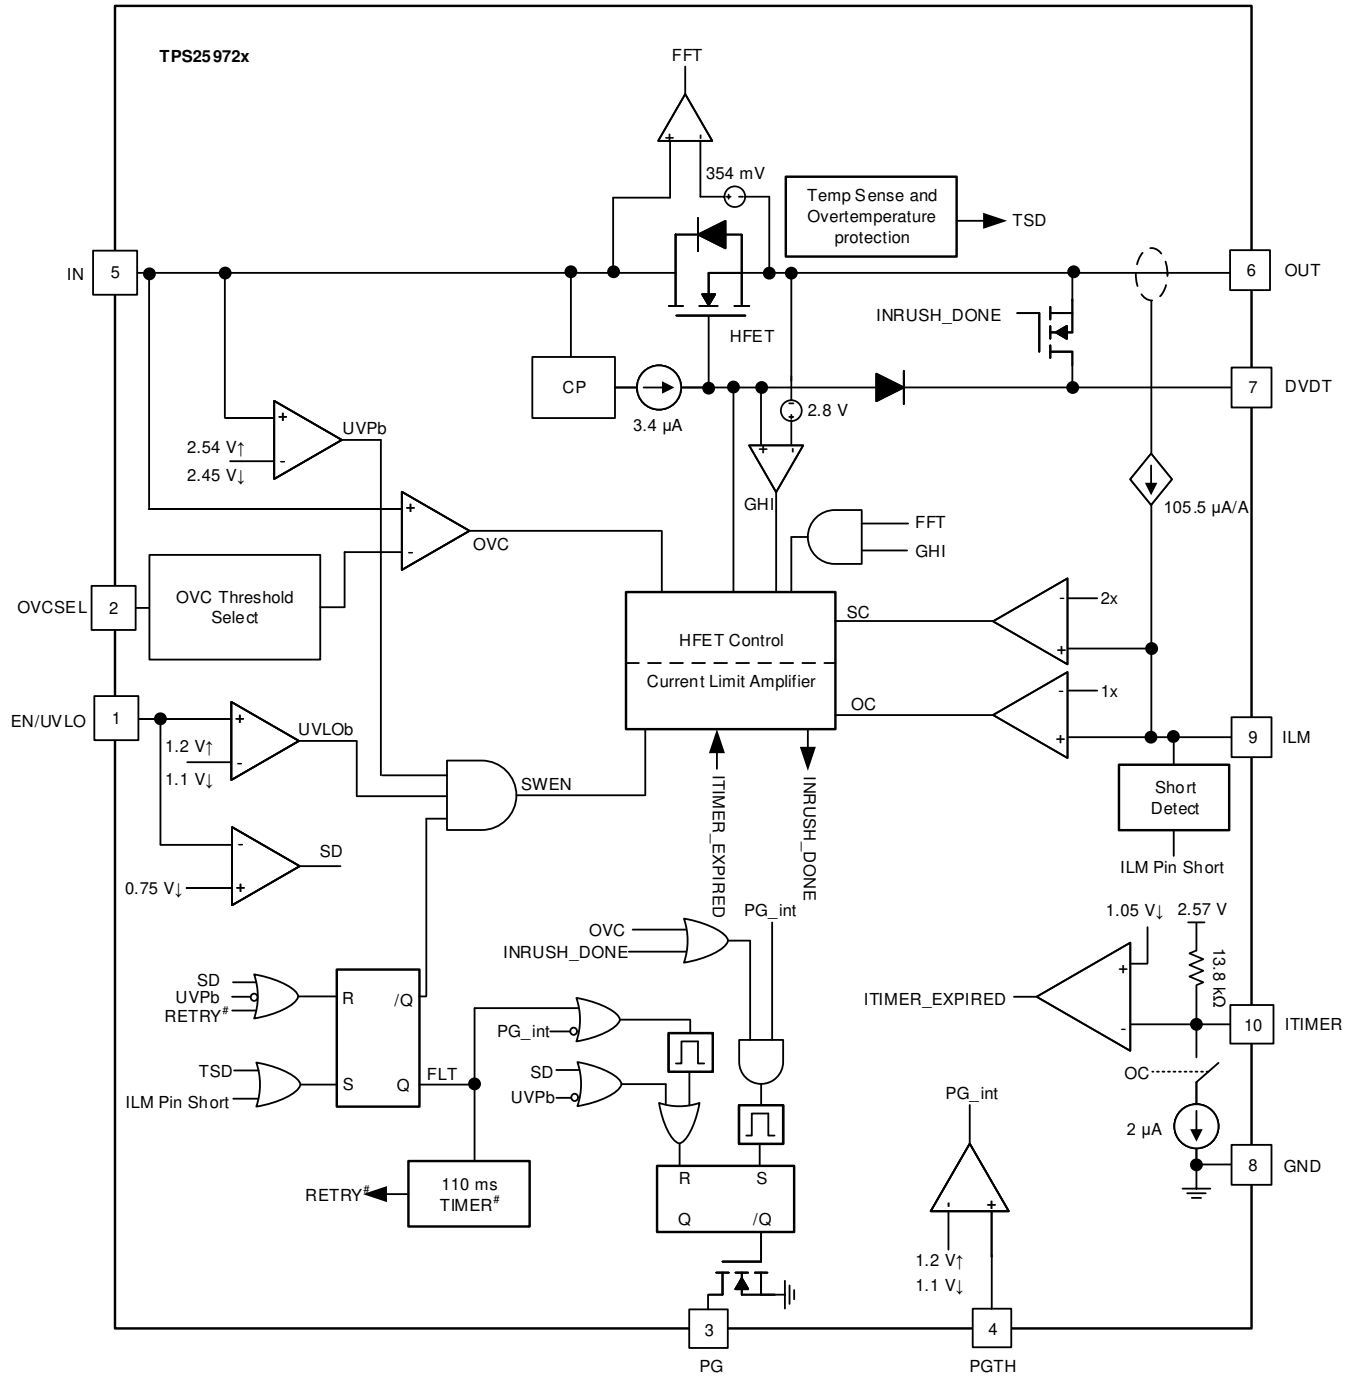 TPS25972x
FFT
354 mV
Temp Sense and
Overtemperature
protection
TSD
IN
5
6
OUT
HFET
INRUSH_DONE
CP
3.4 µA
2.8 V
7
DVDT
UVPb
2.54 V↑
2.45 V↓
GHI
105.5 µA/A
FFT
GHI
OVC
OVCSEL
2
OVC Threshold
Select
SC
2x
HFET Control
Current Limit Amplifier
OC
1x
EN/UVLO
1
UVLOb
1.2 V↑
1.1 V↓
9
ILM
SWEN
Short
Detect
ILM Pin Short
ITIMER_EXPIRED
INRUSH_DONE
SD
0.75 V↓
PG_int
OVC
INRUSH_DONE
1.05 V↓
2.57 V
13.8 kΩ
SD
UVPb
RETRY#
R
/Q
S
Q
TSD
ILM Pin Short
FLT
PG_int
SD
UVPb
ITIMER_EXPIRED
10
ITIMER
OC
2 µA
8
GND
110 ms
TIMER#
RETRY#
R
S
Q
/Q
PG_int
1.2 V↑
1.1 V↓
3
PG
4
PGTH